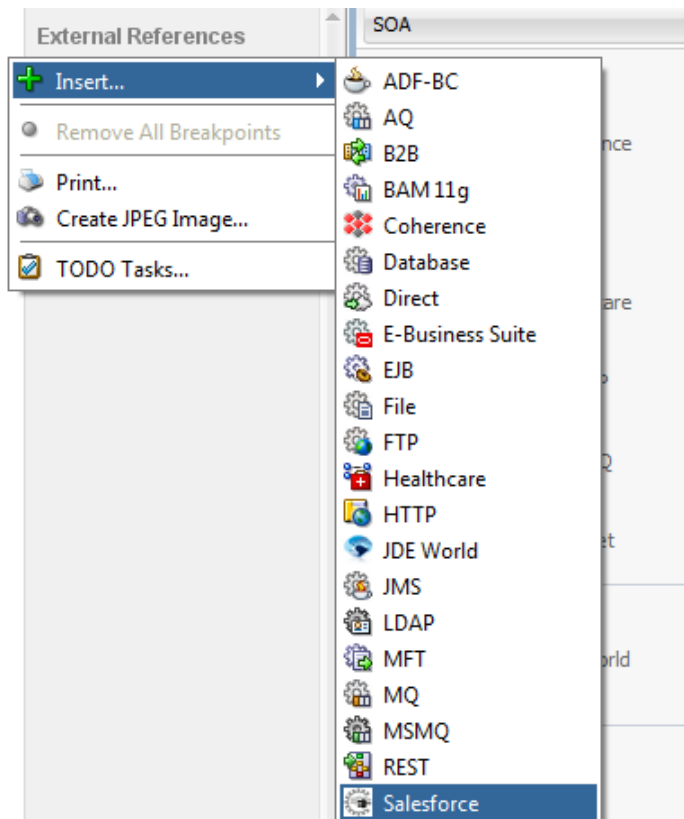 External References
SOA
Insert...
Remove All Breakpoints
Print...
Create JPEG Image...
TODO Tasks...
ADF-BC
AQ
B2B
BAM 11g
Coherence
Database
Direct
E-Business Suite
EJB
File
FTP
Healthcare
HTTP
JDE World
JMS
LDAP
MFT
MQ
MSMQ
REST
Salesforce